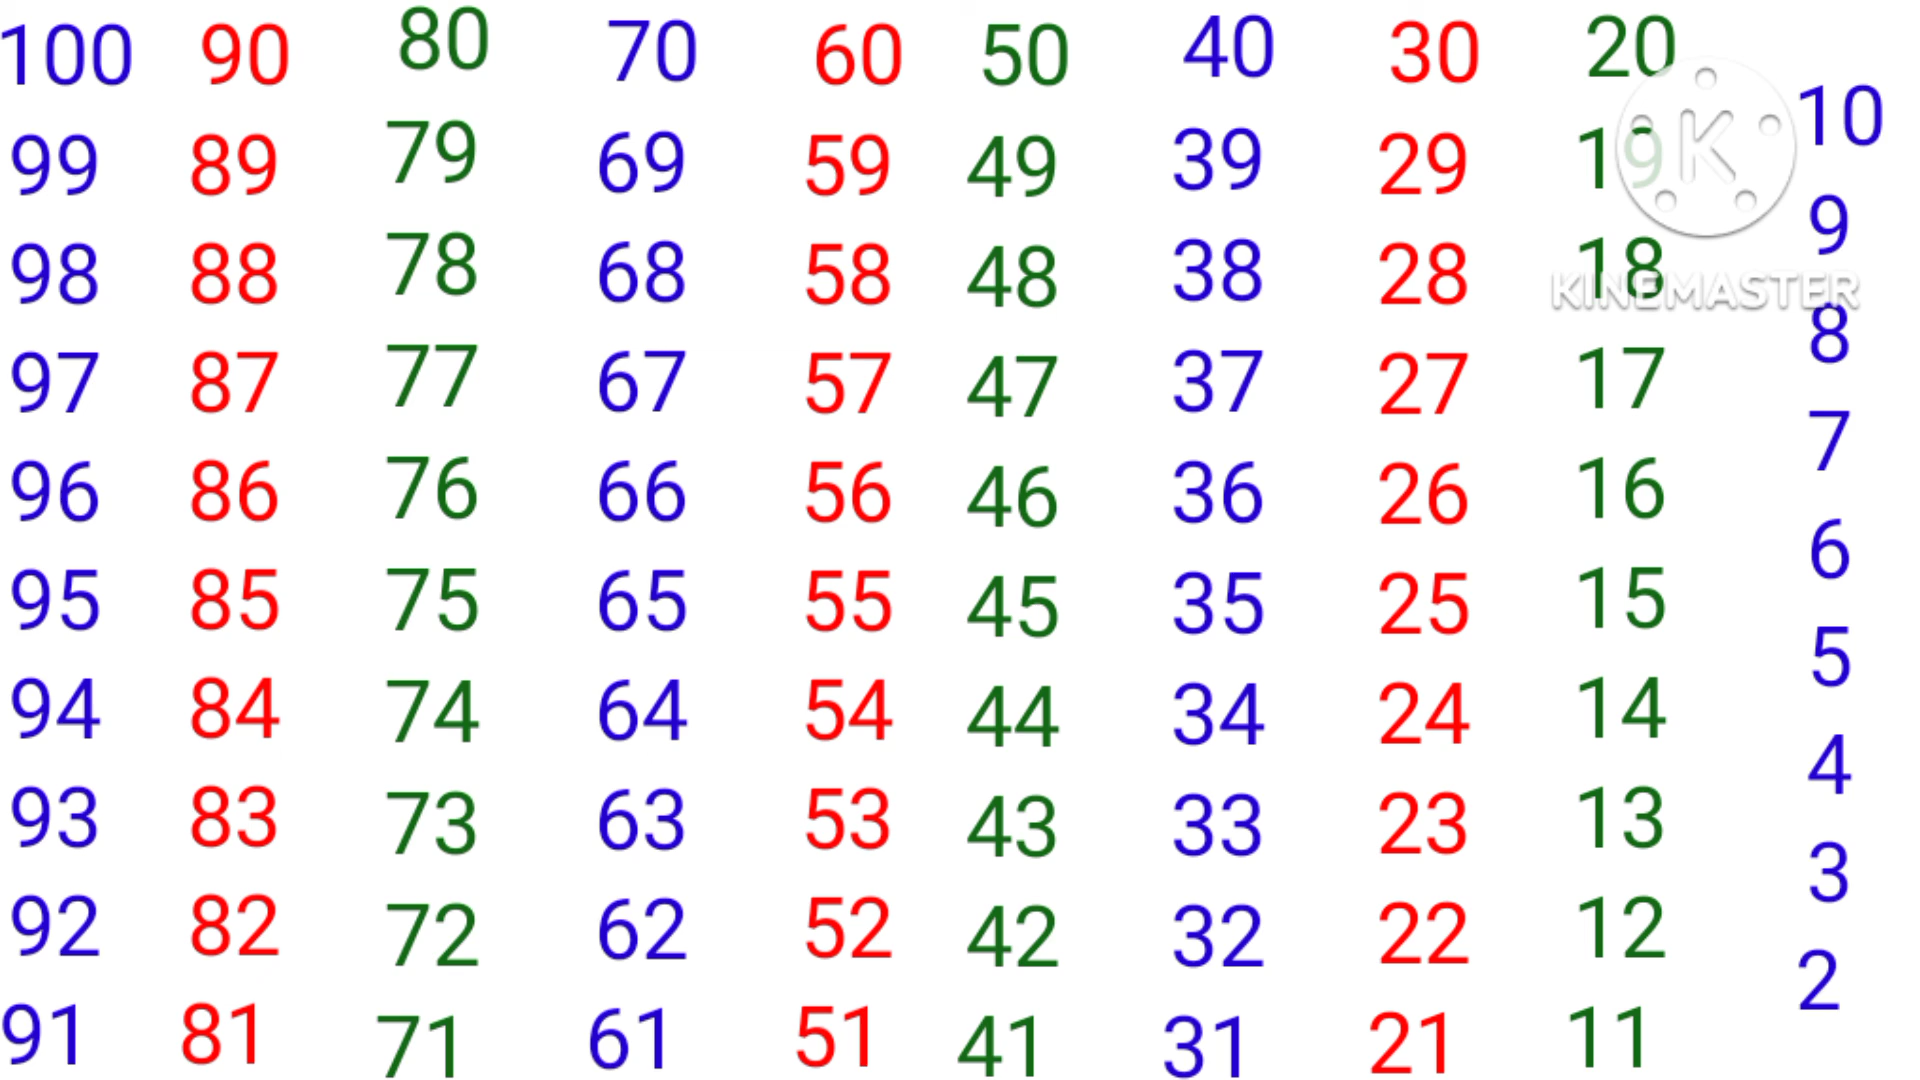 100 90 80 70 60 50 40 30 20 10
99 89 79 69 59 49 39 29 19 9
98 88 78 68 58 48 38 28 18 8
KINEMASTER
97 87 77 67 57 47 37 27 17 7
96 86 76 66 56 46 36 26 16 6
95 85 75 65 55 45 35 25 15 5
94 84 74 64 54 44 34 24 14 4
93 83 73 63 53 43 33 23 13 3
92 82 72 62 52 42 32 22 12 2
91 81 71 61 51 41 31 21 11